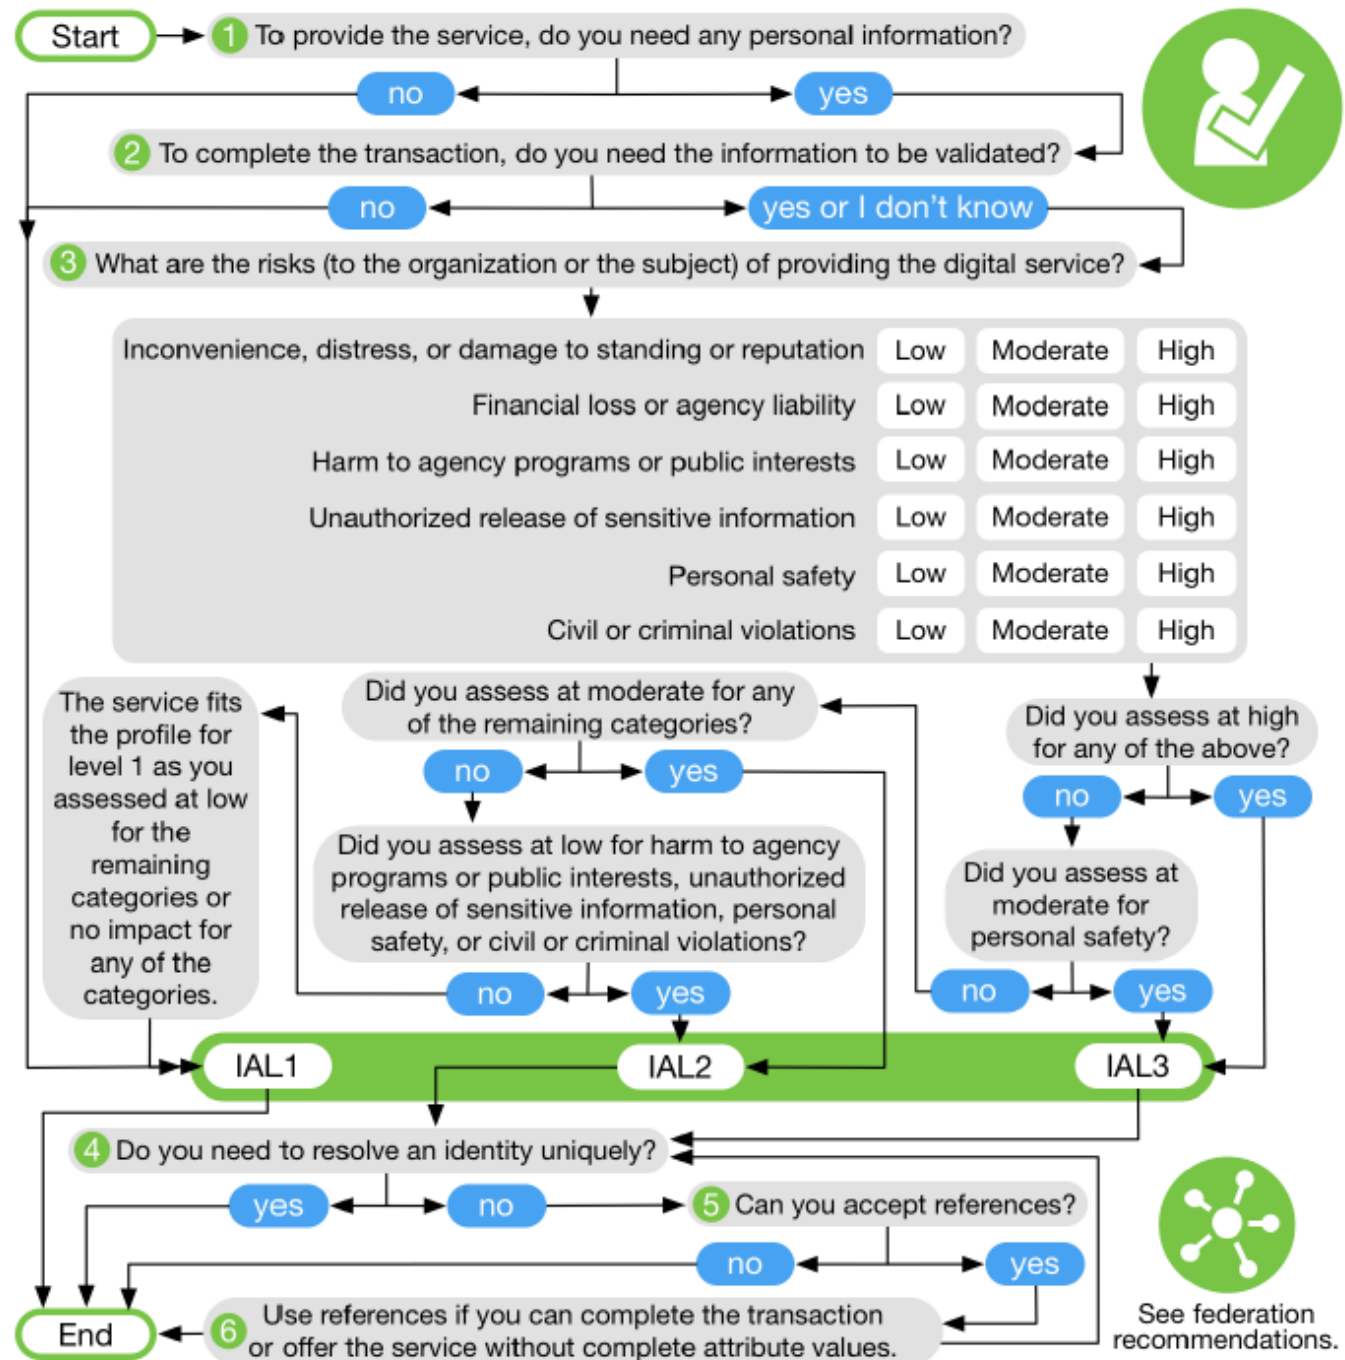 Start
1 To provide the service, do you need any personal information?
no
yes
2 To complete the transaction, do you need the information to be validated?
no
yes or I don't know
3 What are the risks (to the organization or the subject) of providing the digital service?
Inconvenience, distress, or damage to standing or reputation Low Moderate High
Financial loss or agency liability Low Moderate High
Harm to agency programs or public interests Low Moderate High
Unauthorized release of sensitive information Low Moderate High
Personal safety Low Moderate High
Civil or criminal violations Low Moderate High
Did you assess at high
for any of the above?
no
yes
Did you assess at
moderate for
personal safety?
no
yes
Did you assess at moderate for any
of the remaining categories?
no
yes
Did you assess at low for harm to agency
programs or public interests, unauthorized
release of sensitive information, personal
safety, or civil or criminal violations?
no
yes
The service fits
the profile for
level 1 as you
assessed at low
for the
remaining
categories or
no impact for
any of the
categories.
IAL1
IAL2
IAL3
4 Do you need to resolve an identity uniquely?
yes
no
5 Can you accept references?
no
yes
6 Use references if you can complete the transaction
or offer the service without complete attribute values.
End
See federation
recommendations.